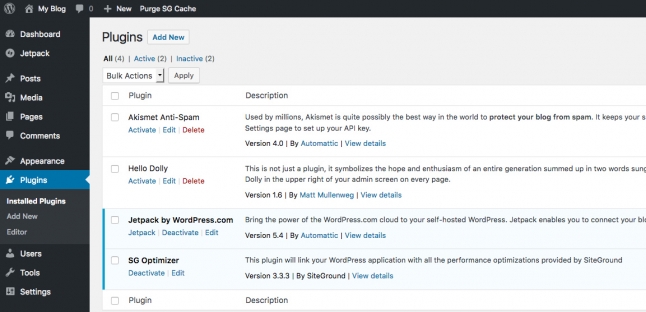 My Blog 0 + New Purge SG Cache
Dashboard
Jetpack
Posts
Media
Pages
Comments
Appearance
Plugins
Installed Plugins
Add New
Editor
Users
Tools
Settings
Plugins Add New
All (4) | Active (2) | Inactive (2)
Bulk Actions Apply
Plugin Description
Akismet Anti-Spam
Activate | Edit | Delete
Used by millions, Akismet is quite possibly the best way in the world to protect your blog from spam. It keeps your s
Settings page to set up your API key.
Version 4.0 | By Automattic | View details
Hello Dolly
Activate | Edit | Delete
This is not just a plugin, it symbolizes the hope and enthusiasm of an entire generation summed up in two words sung
Dolly in the upper right of your admin screen on every page.
Version 1.6 | By Matt Mullenweg | View details
Jetpack by WordPress.com
Jetpack | Deactivate | Edit
Bring the power of the WordPress.com cloud to your self-hosted WordPress. Jetpack enables you to connect your blo
Version 5.4 | By Automattic | View details
SG Optimizer
Deactivate | Edit
This plugin will link your WordPress application with all the performance optimizations provided by SiteGround
Version 3.3.3 | By SiteGround | View details
Plugin Description